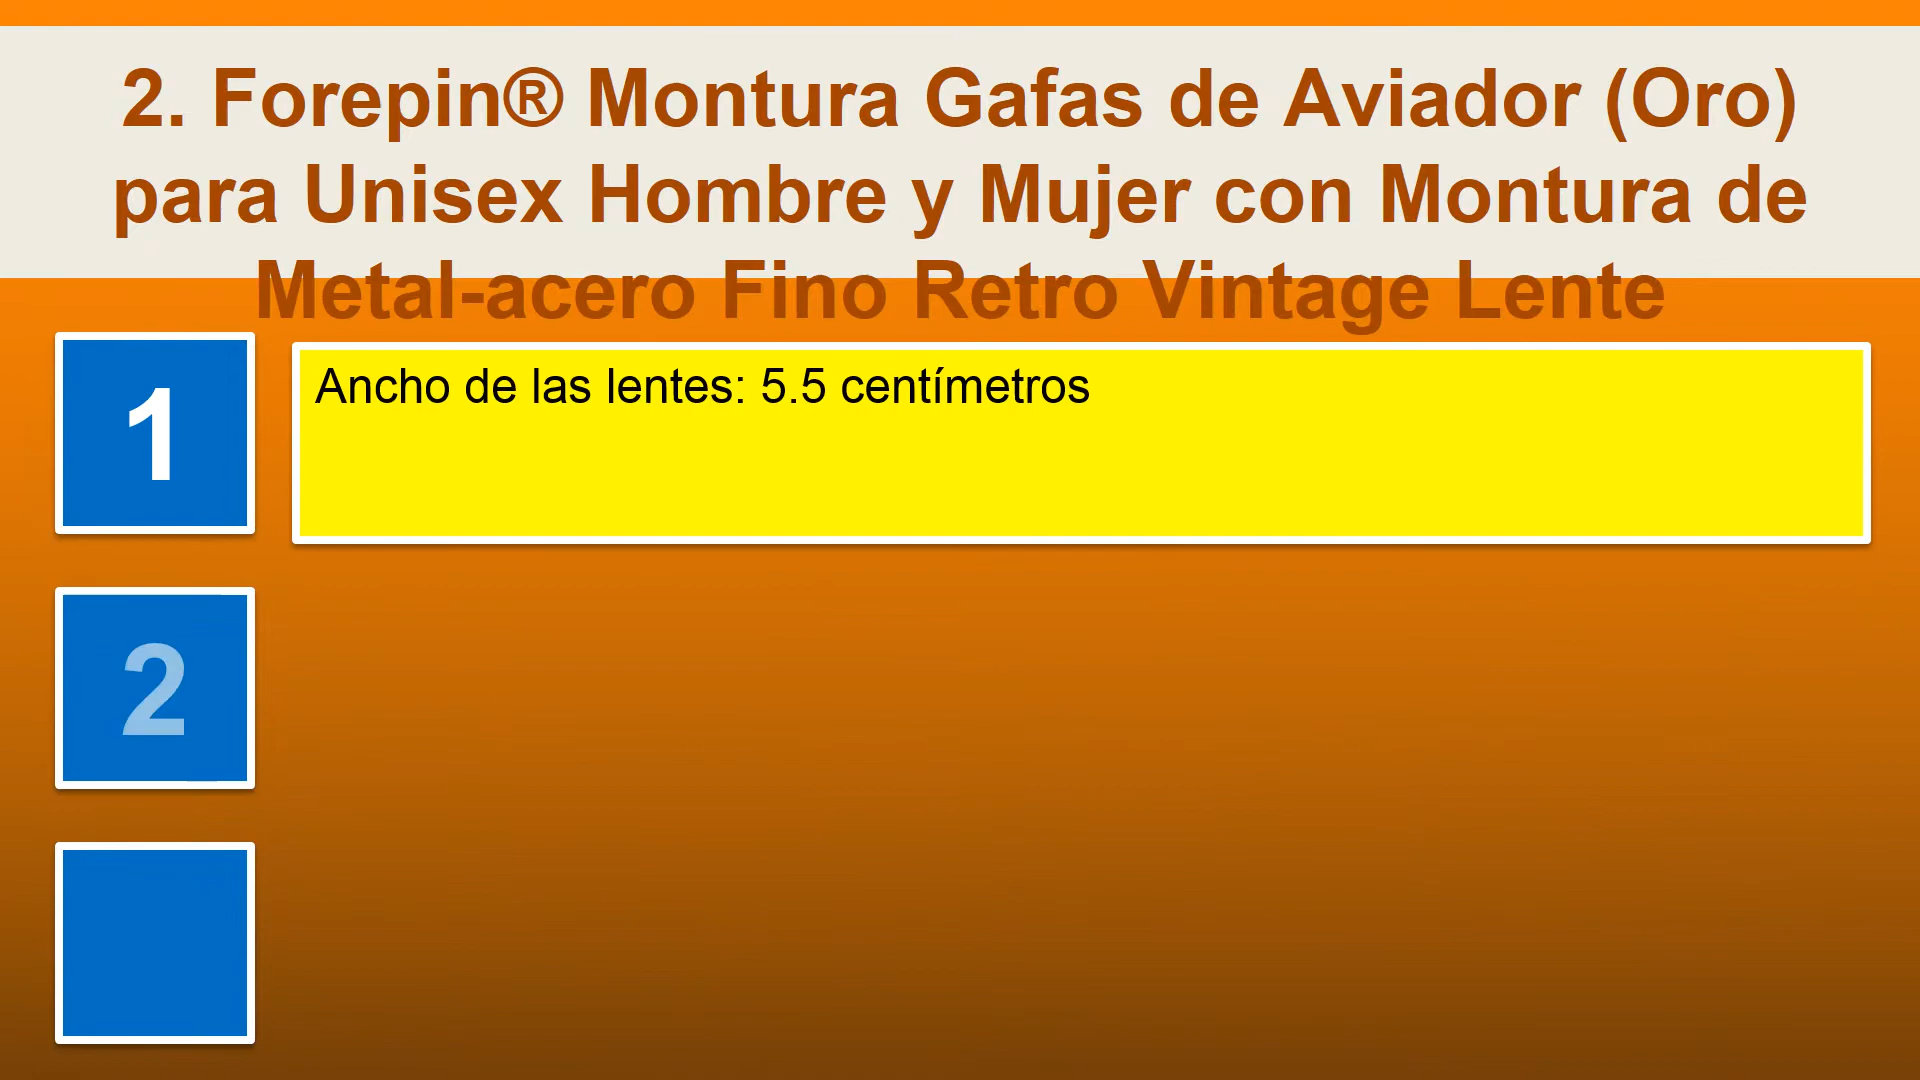 2. Forepin® Montura Gafas de Aviador (Oro)
para Unisex Hombre y Mujer con Montura de
Metal-acero Fino Retro Vintage Lente
1
Ancho de las lentes: 5.5 centímetros
2